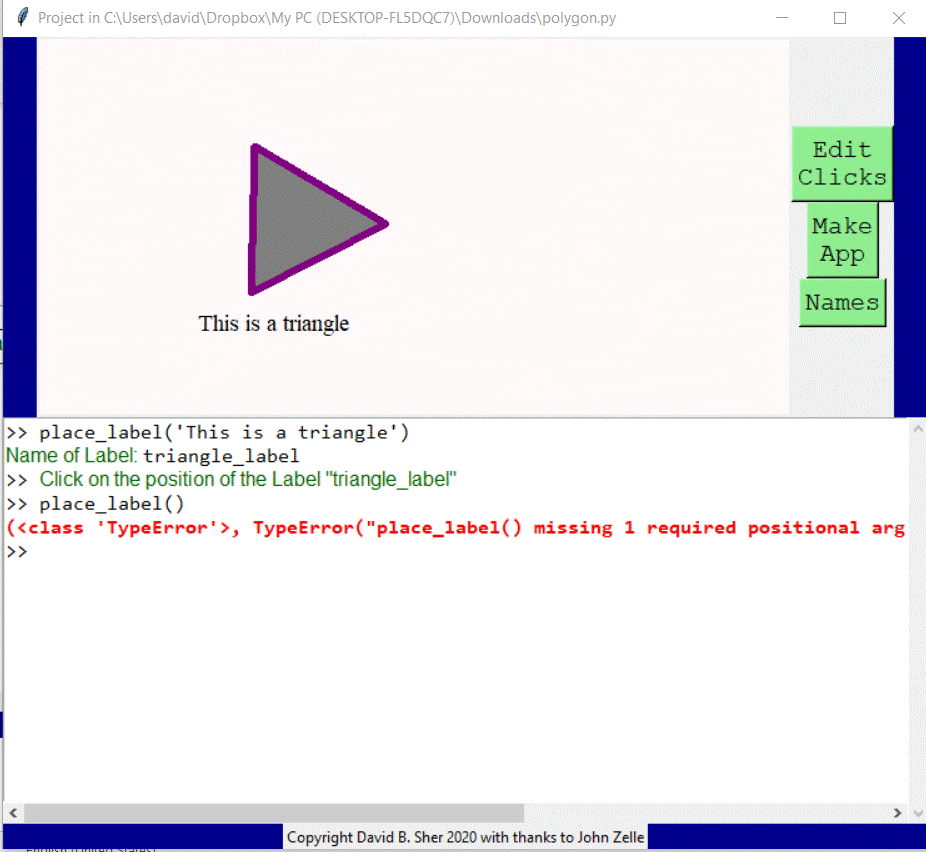 Project in C:\Users\david\Dropbox\My PC (DESKTOP-FL5DQC7)\Downloads\polygon.py
Edit
Clicks
Make
App
Names
This is a triangle
>> place_label('This is a triangle')
Name of Label: triangle_label
>> Click on the position of the Label "triangle_label"
>> place_label()
(<class 'TypeError'>, TypeError("place_label() missing 1 required positional arg
>>
Copyright David B. Sher 2020 with thanks to John Zelle